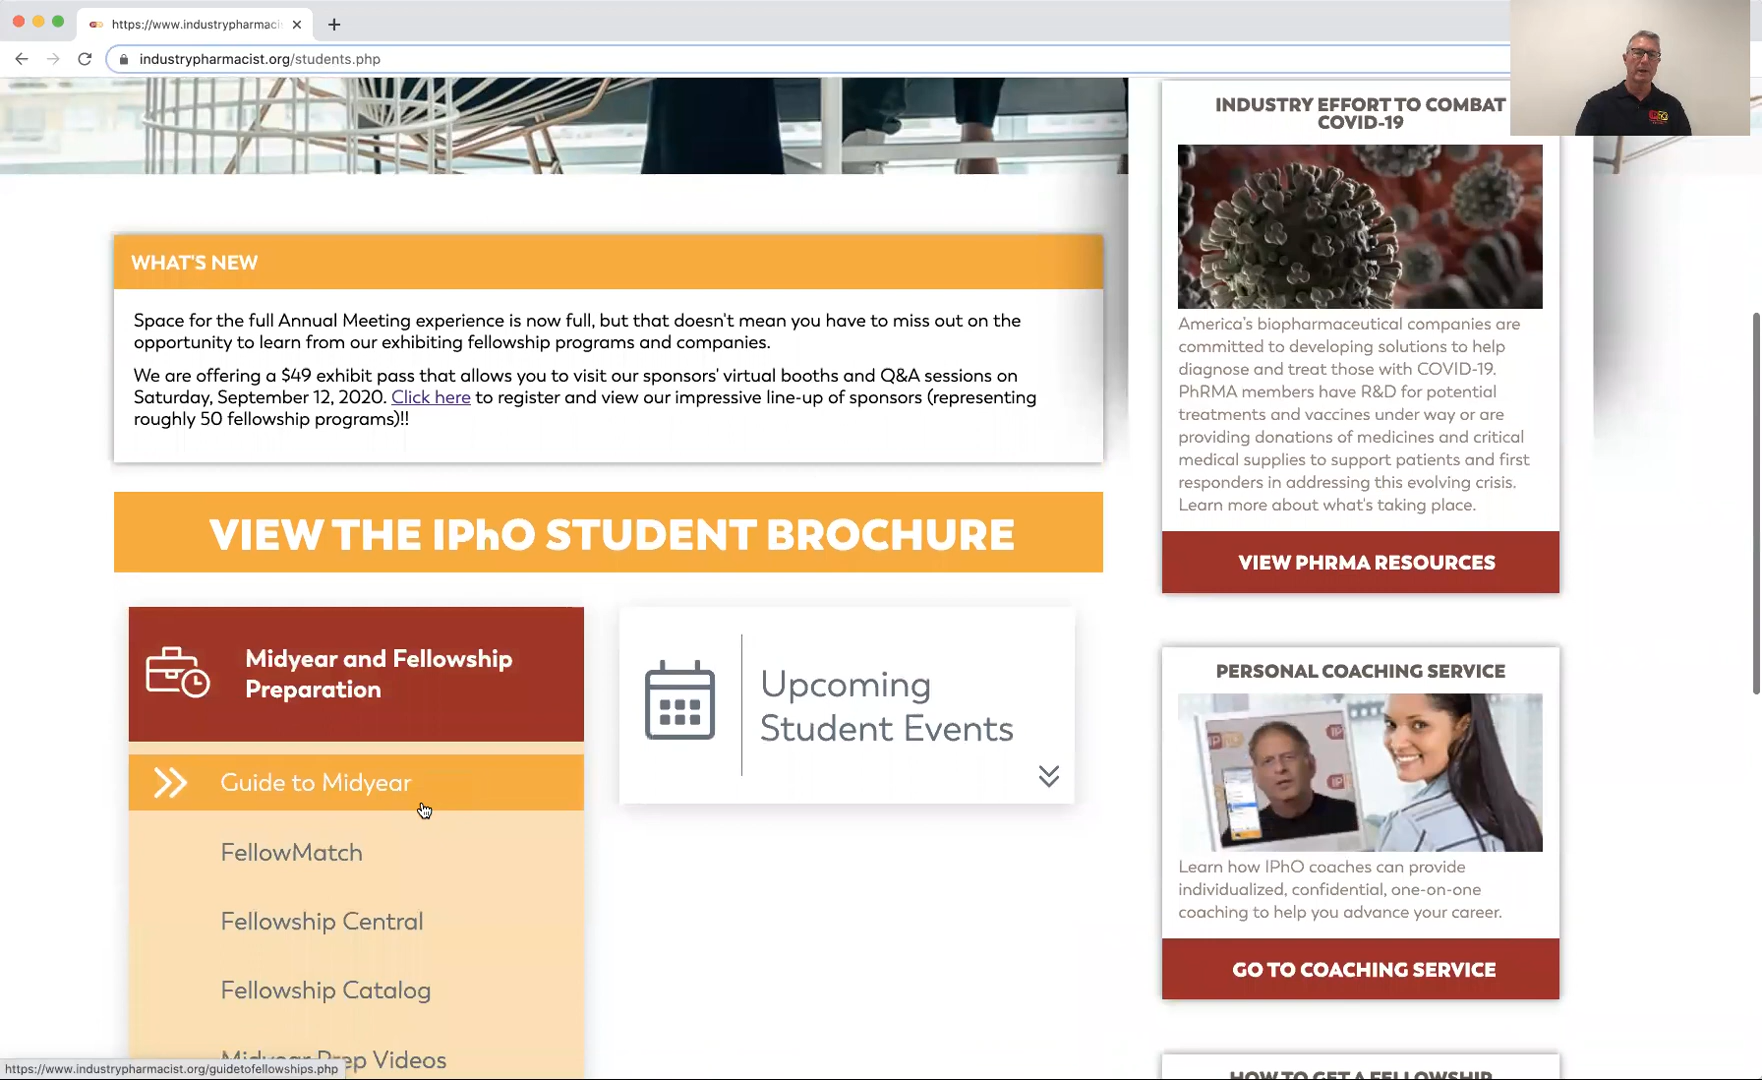 https://www.industrypharmaci
industrypharmacist.org/students.php
INDUSTRY EFFORT TO COMBAT
COVID-19
WHAT'S NEW
Space for the full Annual Meeting experience is now full, but that doesn't mean you have to miss out on the
opportunity to learn from our exhibiting fellowship programs and companies.
We are offering a $49 exhibit pass that allows you to visit our sponsors' virtual booths and Q&A sessions on
Saturday, September 12, 2020. Click here to register and view our impressive line-up of sponsors (representing
roughly 50 fellowship programs)!!
America's biopharmaceutical companies are
committed to developing solutions to help
diagnose and treat those with COVID-19.
PhRMA members have R&D for potential
treatments and vaccines under way or are
providing donations of medicines and critical
medical supplies to support patients and first
responders in addressing this evolving crisis.
Learn more about what's taking place.
VIEW PHRMA RESOURCES
VIEW THE IPhO STUDENT BROCHURE
Midyear and Fellowship
Preparation
Guide to Midyear
FellowMatch
Fellowship Central
Fellowship Catalog
Midyear Prep Videos
Upcoming
Student Events
PERSONAL COACHING SERVICE
Learn how IPhO coaches can provide
individualized, confidential, one-on-one
coaching to help you advance your career.
GO TO COACHING SERVICE
HOW TO GET A FELLOWSHIP
https://www.industrypharmacist.org/guidetofellowships.php